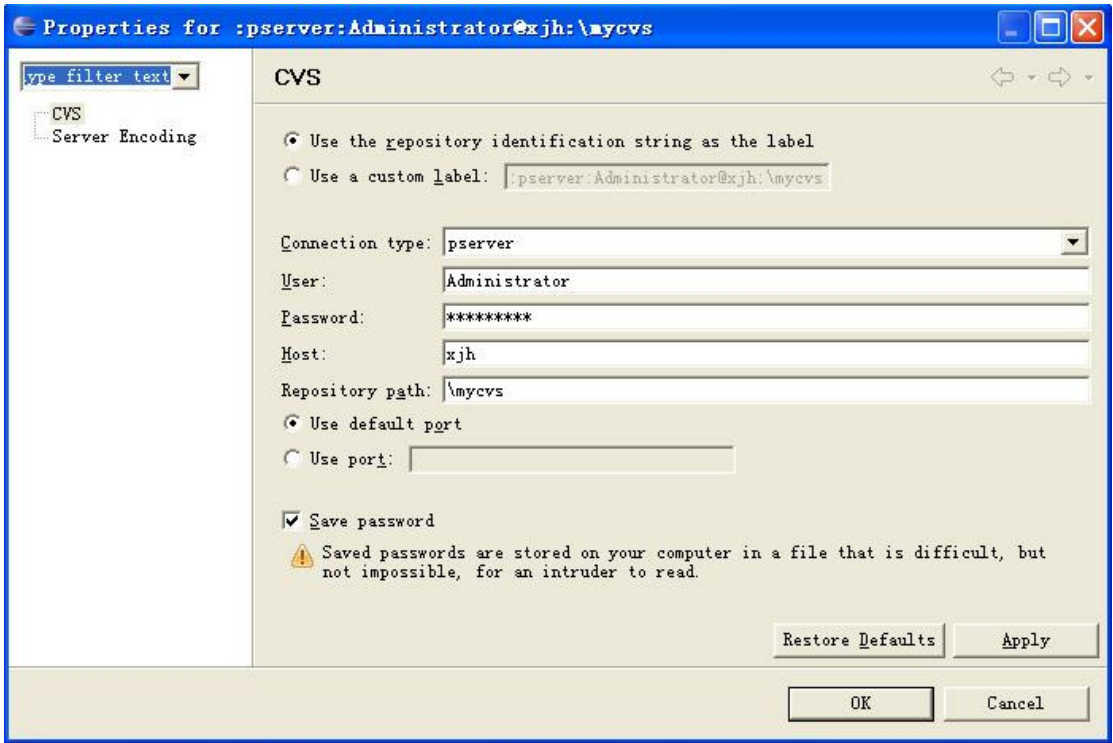 Properties for :pserver:Administrator@xjh:\mycvs
ype filter text
CVS
Server Encoding
CVS
Use the repository identification string as the label
Use a custom label: :pserver:Administrator@xjh:\mycvs
Connection type: pserver
User: Administrator
Password: *********
Host: xjh
Repository path: \mycvs
Use default port
Use port:
Save password
Saved passwords are stored on your computer in a file that is difficult, but
not impossible, for an intruder to read.
Restore Defaults Apply
OK Cancel